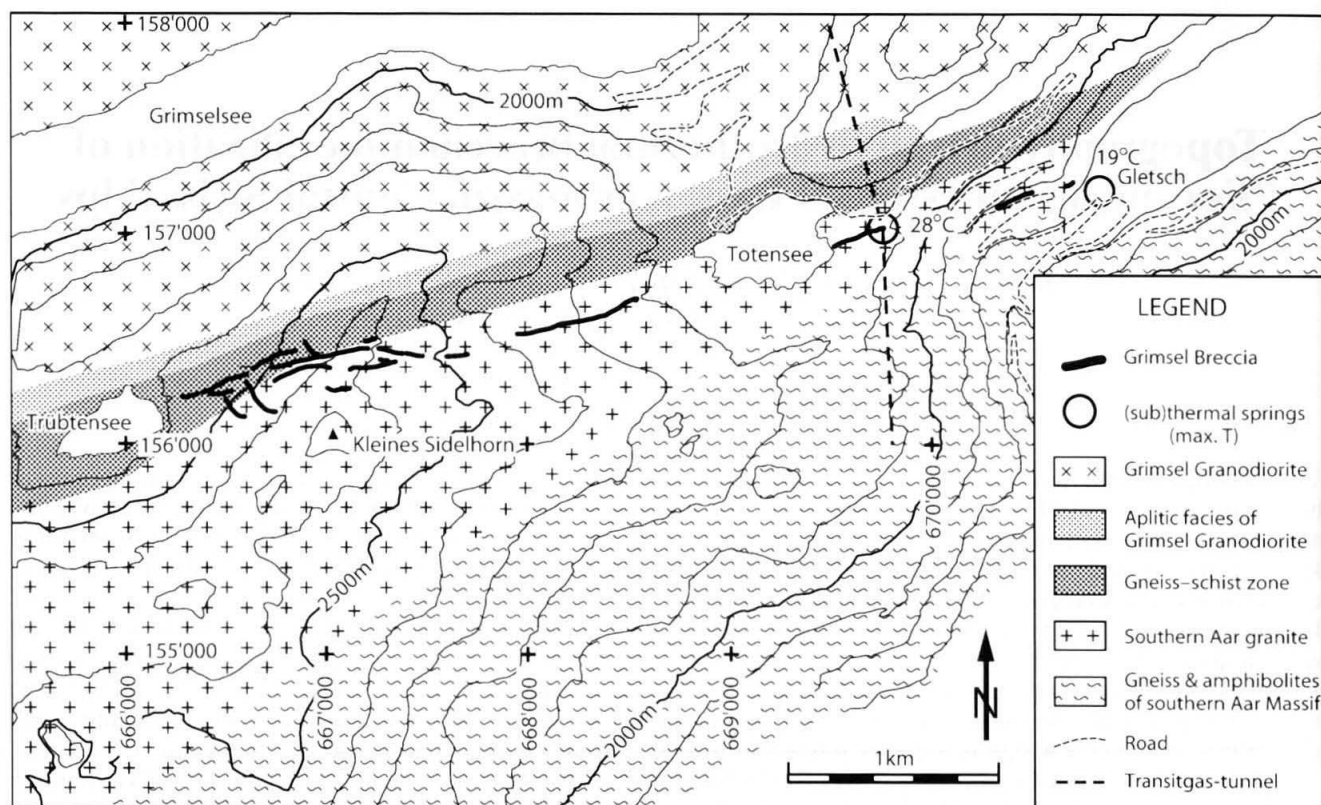 158'000
Grimselsee
2000m
157'000
19°C
Gletsch
28°C
Totensee
2000m
Trübtensee
156'000
Kleines Sidelhorn
670'000
2500m
155'000
666'000
667'000
668'000
2000m
669'000
N
1km
LEGEND
Grimsel Breccia
(sub)thermal springs
(max. T)
Grimsel Granodiorite
Aplitic facies of
Grimsel Granodiorite
Gneiss–schist zone
Southern Aar granite
Gneiss & amphibolites
of southern Aar Massif
Road
Transitgas-tunnel